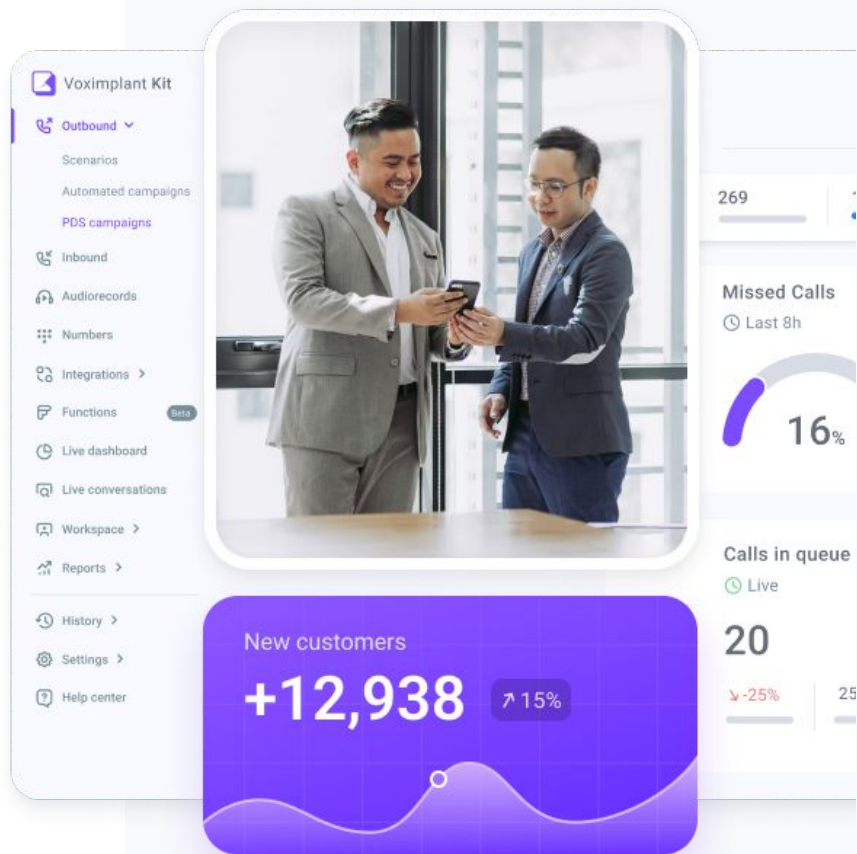 Voximplant Kit
Outbound
Scenarios
Automated campaigns
PDS campaigns
Inbound
Audiorecords
Numbers
Integrations
Functions
Beta
Live dashboard
Live conversations
Workspace
Reports
History
Settings
Help center
269
Missed Calls
Last 8h
16%
Calls in queue
Live
20
-25%
25
New customers
+12,938
15%